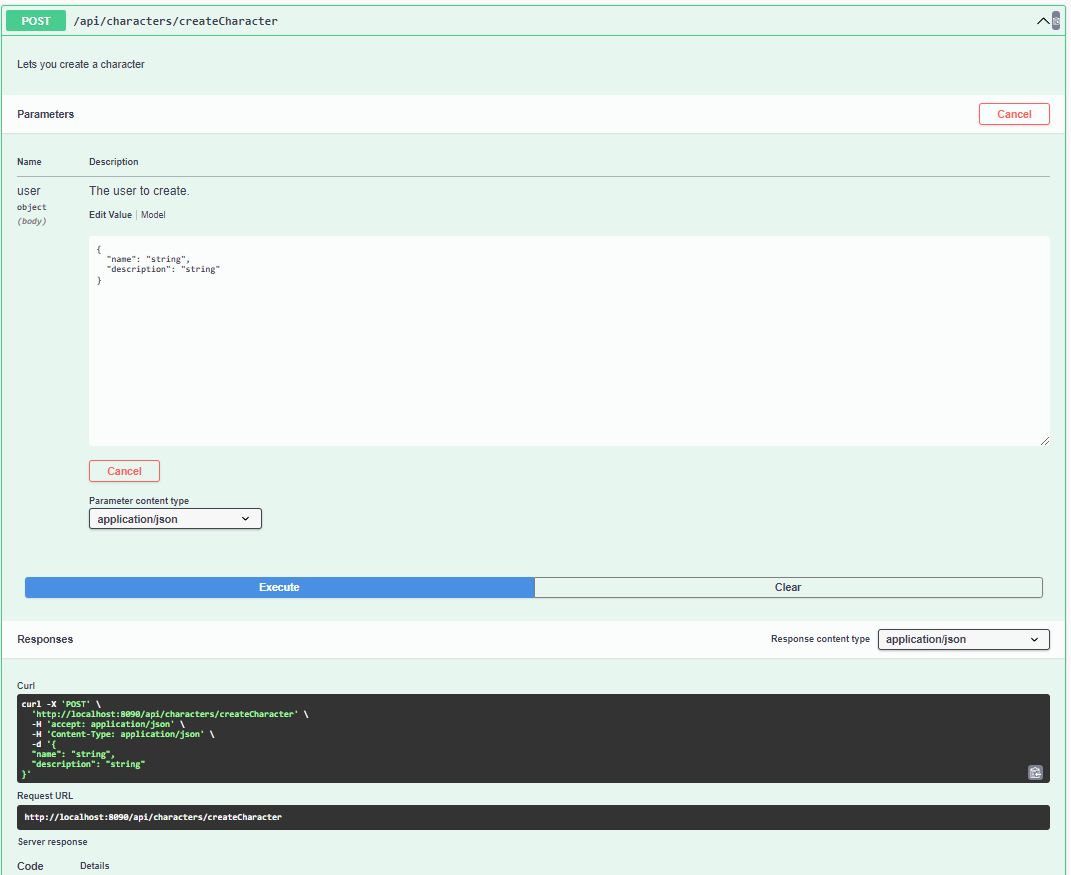 POST /api/characters/createCharacter
Lets you create a character
Parameters
Cancel
Name Description
user
object
(body)
The user to create.
Edit Value | Model
{
  "name": "string",
  "description": "string"
}
Cancel
Parameter content type
application/json
Execute Clear
Responses
Response content type application/json
Curl
curl -X 'POST' \
  'http://localhost:8090/api/characters/createCharacter' \
  -H 'accept: application/json' \
  -H 'Content-Type: application/json' \
  -d '{
  "name": "string",
  "description": "string"
}'
Request URL
http://localhost:8090/api/characters/createCharacter
Server response
Code Details